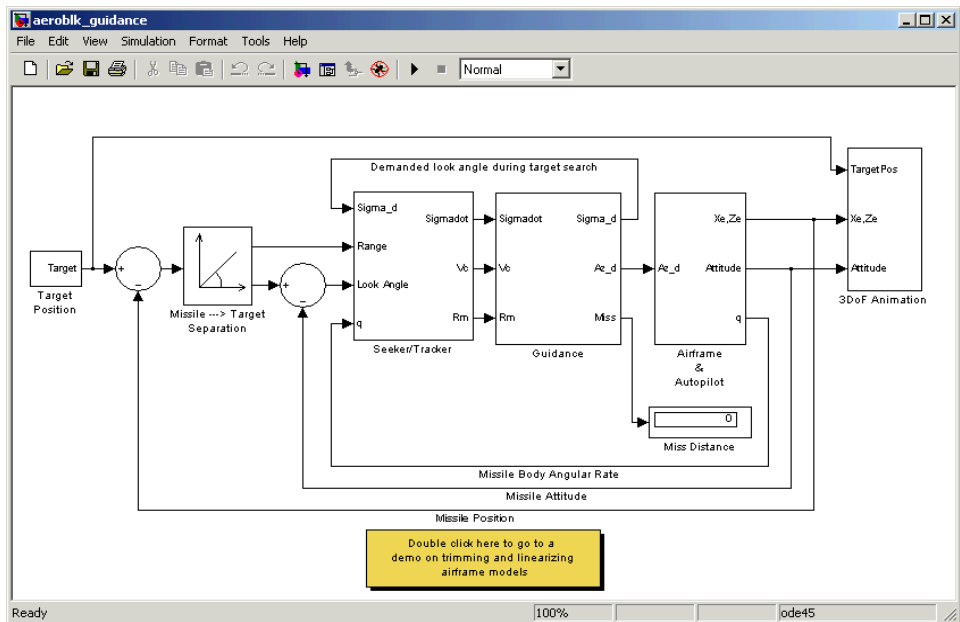 aeroblk_guidance
File Edit View Simulation Format Tools Help
Normal
Demanded look angle during target search
TargetPos
Sigma_d
Sigmadot
Sigmadot
Sigma_d
Xe,Ze
Xe,Ze
Range
Target
Vc
Vc
Az_d
Az_d
Attitude
Attitude
Look Angle
Target
Position
3DoF Animation
Missile ---> Target
Separation
q
Rm
Rm
Miss
q
Seeker/Tracker
Guidance
Airframe
&
Autopilot
0
Miss Distance
Missile Body Angular Rate
Missile Attitude
Missile Position
Double click here to go to a
demo on trimming and linearizing
airframe models
Ready
100%
ode45